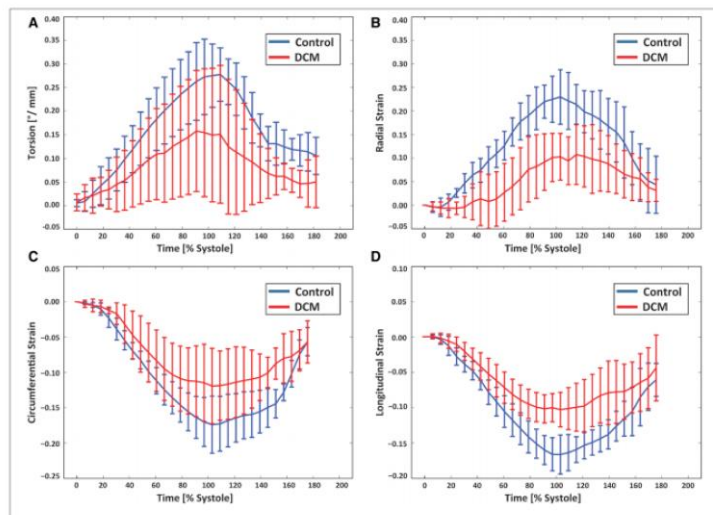 A
Control
DCM
Torsion [°/ mm]
0.40
0.35
0.30
0.25
0.20
0.15
0.10
0.05
0.00
-0.05
0 20 40 60 80 100 120 140 160 180 200
Time [% Systole]
B
Control
DCM
Radial Strain
0.40
0.35
0.30
0.25
0.20
0.15
0.10
0.05
0.00
-0.05
0 20 40 60 80 100 120 140 160 180 200
Time [% Systole]
C
Control
DCM
Circumferential Strain
0.05
0.00
-0.05
-0.10
-0.15
-0.20
0.25
0 20 40 60 80 100 120 140 160 180 200
Time [% Systole]
D
Control
DCM
Longitudinal Strain
0.10
0.05
0.00
-0.05
-0.10
-0.15
-0.20
0 20 40 60 80 100 120 140 160 180 200
Time [% Systole]